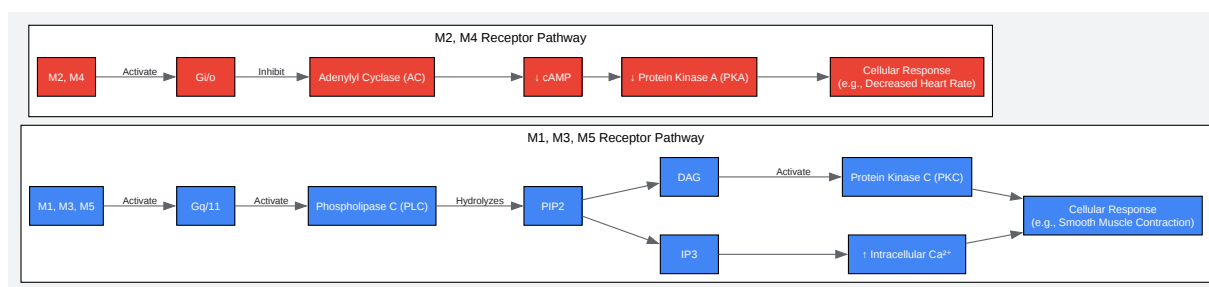 M2, M4 Receptor Pathway
M2, M4
Activate
Gi/o
Inhibit
Adenylyl Cyclase (AC)
↓ cAMP
↓ Protein Kinase A (PKA)
Cellular Response
(e.g., Decreased Heart Rate)
M1, M3, M5 Receptor Pathway
M1, M3, M5
Activate
Gq/11
Activate
Phospholipase C (PLC)
Hydrolyzes
PIP2
DAG
Activate
Protein Kinase C (PKC)
IP3
↑ Intracellular Ca²⁺
Cellular Response
(e.g., Smooth Muscle Contraction)